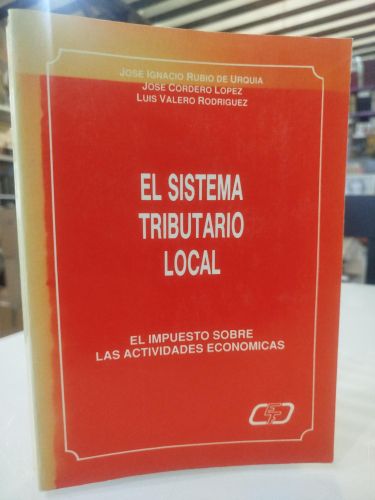 JOSE IGNACIO RUBIO DE URQUIA
JOSE CORDERO LOPEZ
LUIS VALERO RODRIGUEZ
EL SISTEMA
TRIBUTARIO
LOCAL
EL IMPUESTO SOBRE
LAS ACTIVIDADES ECONOMICAS